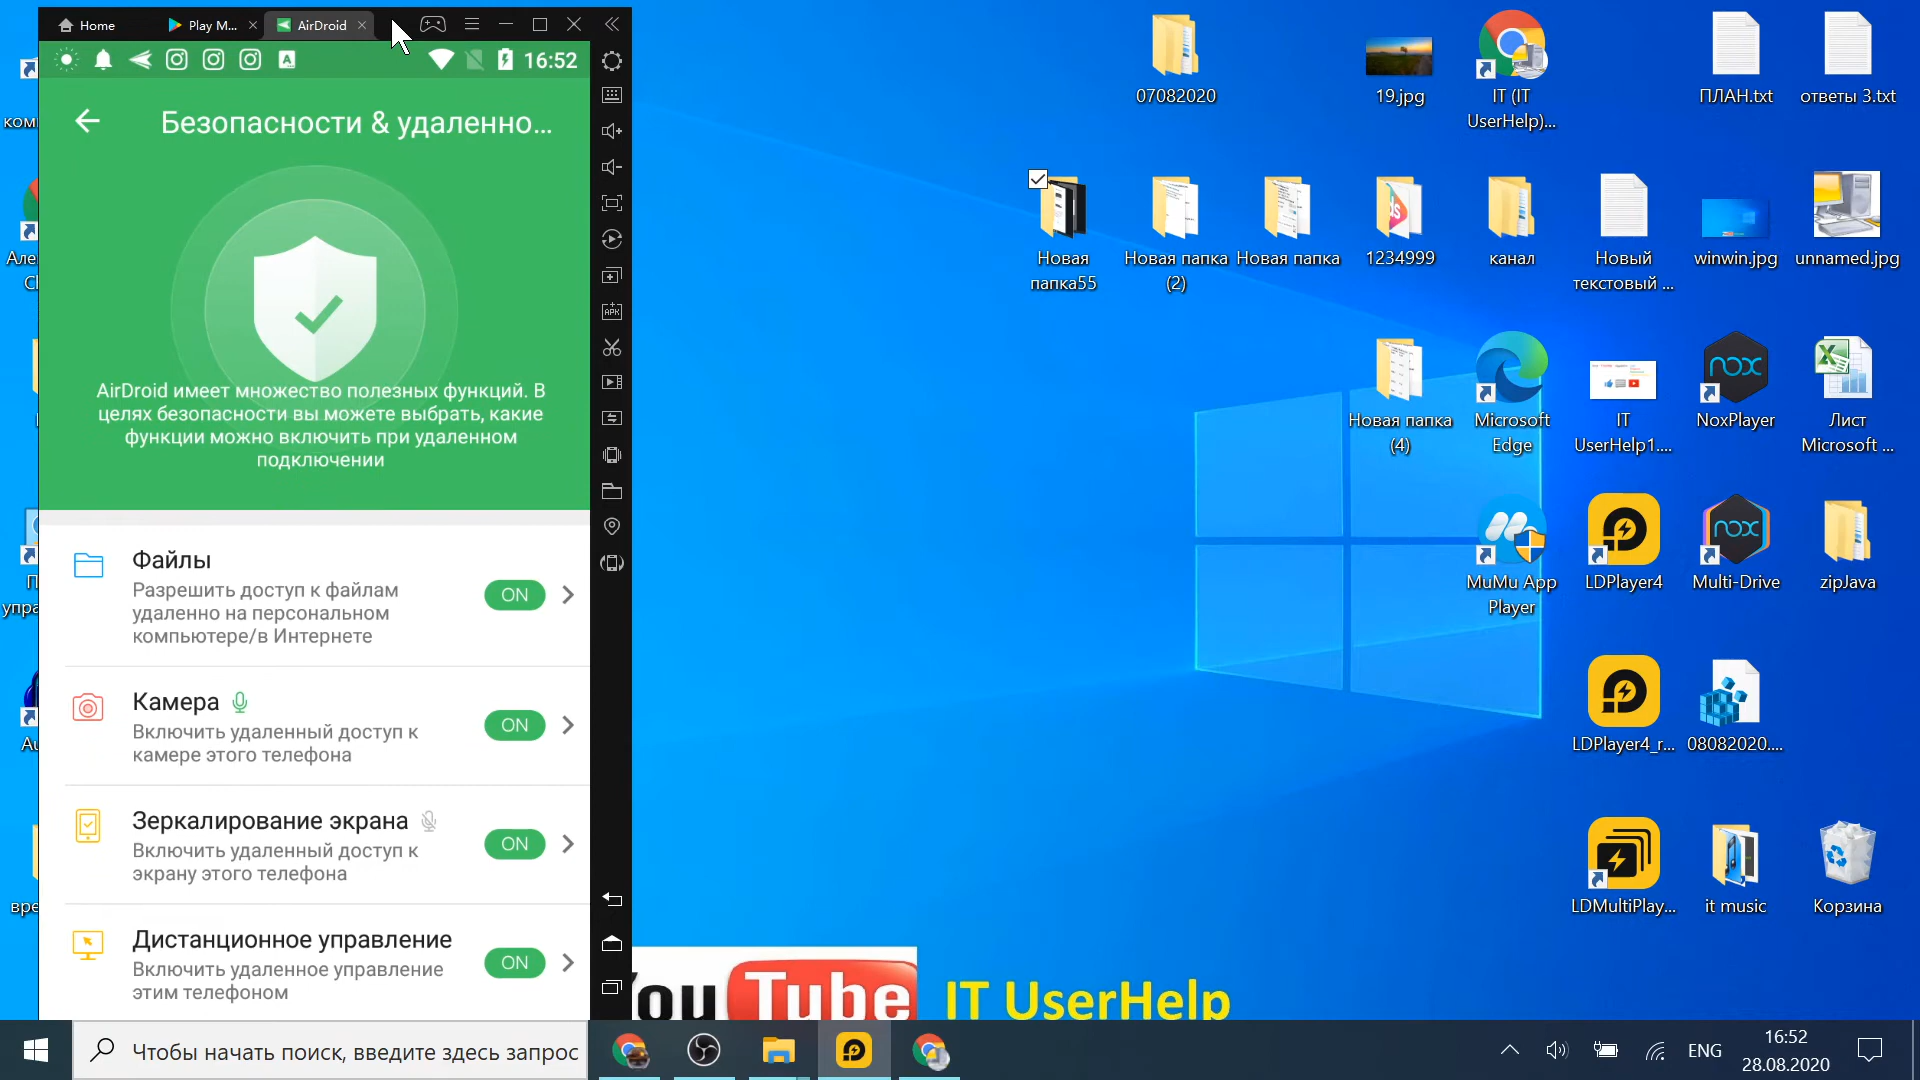 Home
Play M...
AirDroid
16:52
Безопасности & удаленно...
AirDroid имеет множество полезных функций. В
целях безопасности вы можете выбрать, какие
функции можно включить при удаленном
подключении
Файлы
Разрешить доступ к файлам
удаленно на персональном
компьютере/в Интернете
ON
Камера
Включить удаленный доступ к
камере этого телефона
ON
Зеркалирование экрана
Включить удаленный доступ к
экрану этого телефона
ON
Дистанционное управление
Включить удаленное управление
этим телефоном
ON
APK
07082020
19.jpg
IT (IT
UserHelp)...
ПЛАН.txt
ответы 3.txt
Новая
папка55
Новая папка
(2)
Новая папка
1234999
канал
Новый
текстовый ...
winwin.jpg
unnamed.jpg
Новая папка
(4)
Microsoft
Edge
IT
UserHelp1....
NoxPlayer
Лист
Microsoft ...
MuMu App
Player
LDPlayer4
Multi-Drive
zipJava
LDPlayer4_r...
08082020....
LDMultiPlay...
it music
Корзина
YouTube
IT UserHelp
Чтобы начать поиск, введите здесь запрос
ENG
16:52
28.08.2020